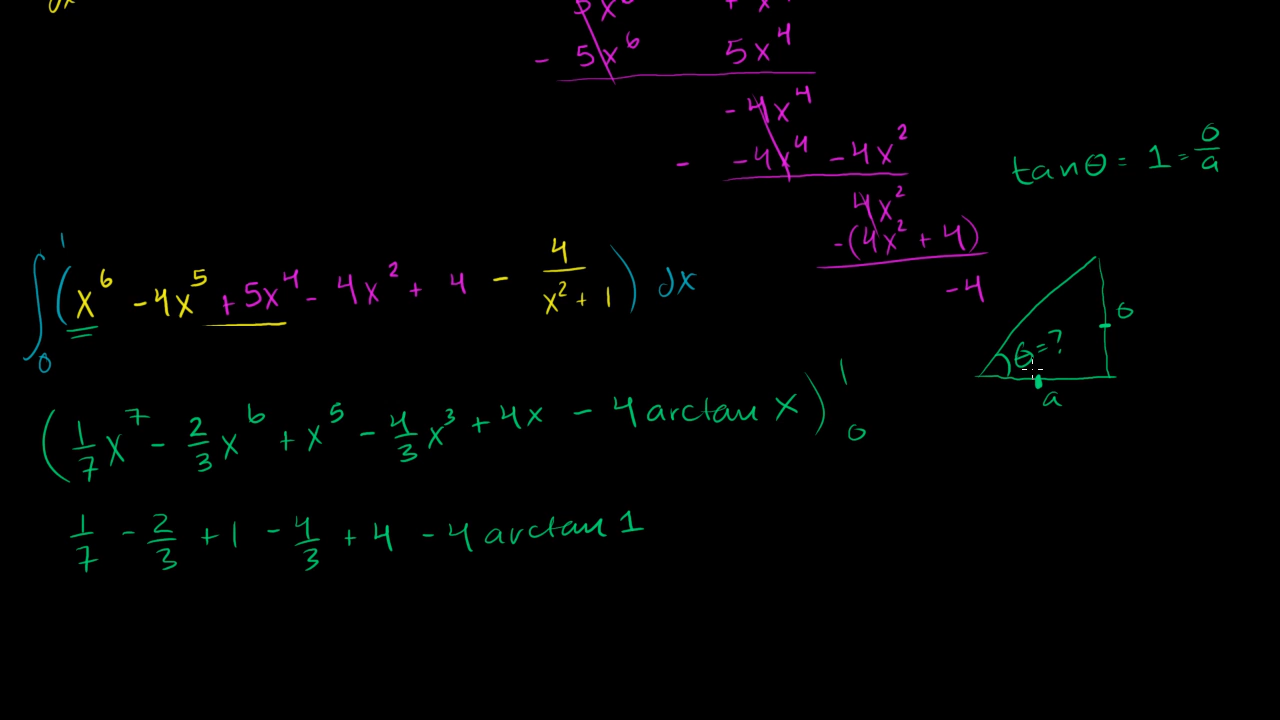 - 5x⁶ 5x⁴
- 4x⁴
- -4x⁴ - 4x²
4x²
-(4x² + 4)
-4
tanθ = 1 = o/a
∫₀¹ (x⁶ - 4x⁵ + 5x⁴ - 4x² + 4 - 4/(x² + 1)) dx
θ = ?
o
a
(1/7 x⁷ - 2/3 x⁶ + x⁵ - 4/3 x³ + 4x - 4 arctan x)₀¹
1/7 - 2/3 + 1 - 4/3 + 4 - 4 arctan 1